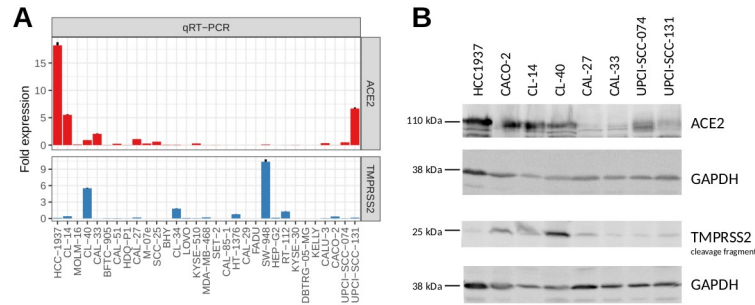 A
qRT−PCR
Fold expression
15
10
5
0
ACE2
9
6
3
0
TMPRSS2
HCC-1937
CL-14
MOLM-16
CL-40
CAL-33
BFTC-905
CAL-51
HDQ-P1
CAL-27
M-07e
SCC-25
BHY
CL-34
LOVO
KYSE-510
MDA-MB-468
SET-2
CAL-85-1
HT-1376
CAL-29
FADU
SW-948
HEP-G2
RT-112
KYSE-30
DBTRG-05-MG
KELLY
CALU-3
CACO-2
UPCI-SCC-074
UPCI-SCC-131
B
HCC1937
CACO-2
CL-14
CL-40
CAL-27
CAL-33
UPCI-SCC-074
UPCI-SCC-131
110 kDa
ACE2
38 kDa
GAPDH
25 kDa
TMPRSS2
cleavage fragment
38 kDa
GAPDH